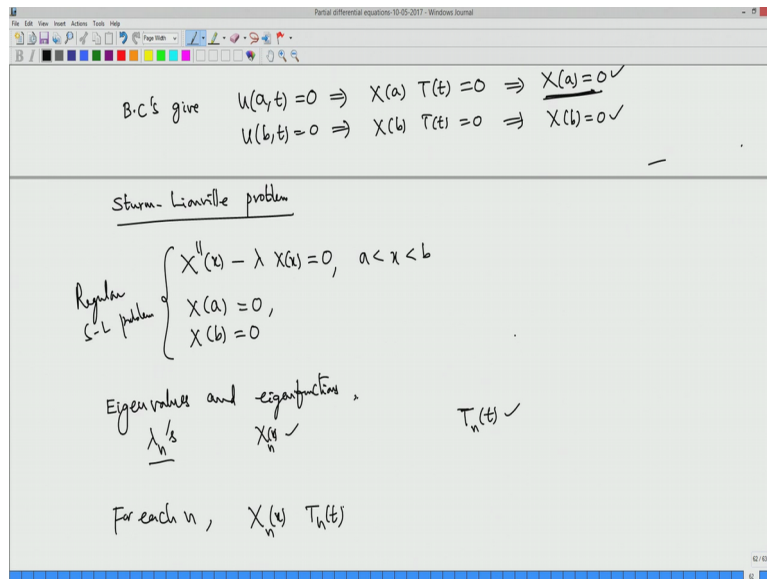 Partial differential equations-10-05-2017 - Windows Journal
File Edit View Insert Actions Tools Help
Page Width
B I
B.C's give u(a,t) = 0 ⇒ X(a) T(t) = 0 ⇒ X(a) = 0 ✓
u(b,t) = 0 ⇒ X(b) T(t) = 0 ⇒ X(b) = 0 ✓
Sturm-Liouville problem
Regular S-L problem
X''(x) - λ X(x) = 0, a < x < b
X(a) = 0,
X(b) = 0
Eigenvalues and eigenfunctions.
λₙ's Xₙ(x) ✓ Tₙ(t) ✓
For each n, Xₙ(x) Tₙ(t)
62 / 63
62